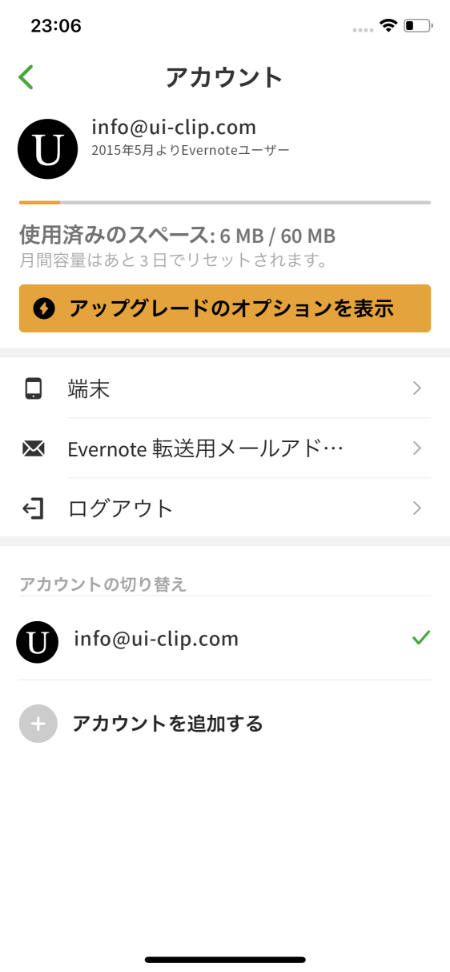 23:06
アカウント
U
info@ui-clip.com
2015年5月よりEvernoteユーザー
使用済みのスペース: 6 MB / 60 MB
月間容量はあと 3 日でリセットされます。
アップグレードのオプションを表示
端末
Evernote 転送用メールアド…
ログアウト
アカウントの切り替え
U
info@ui-clip.com
アカウントを追加する